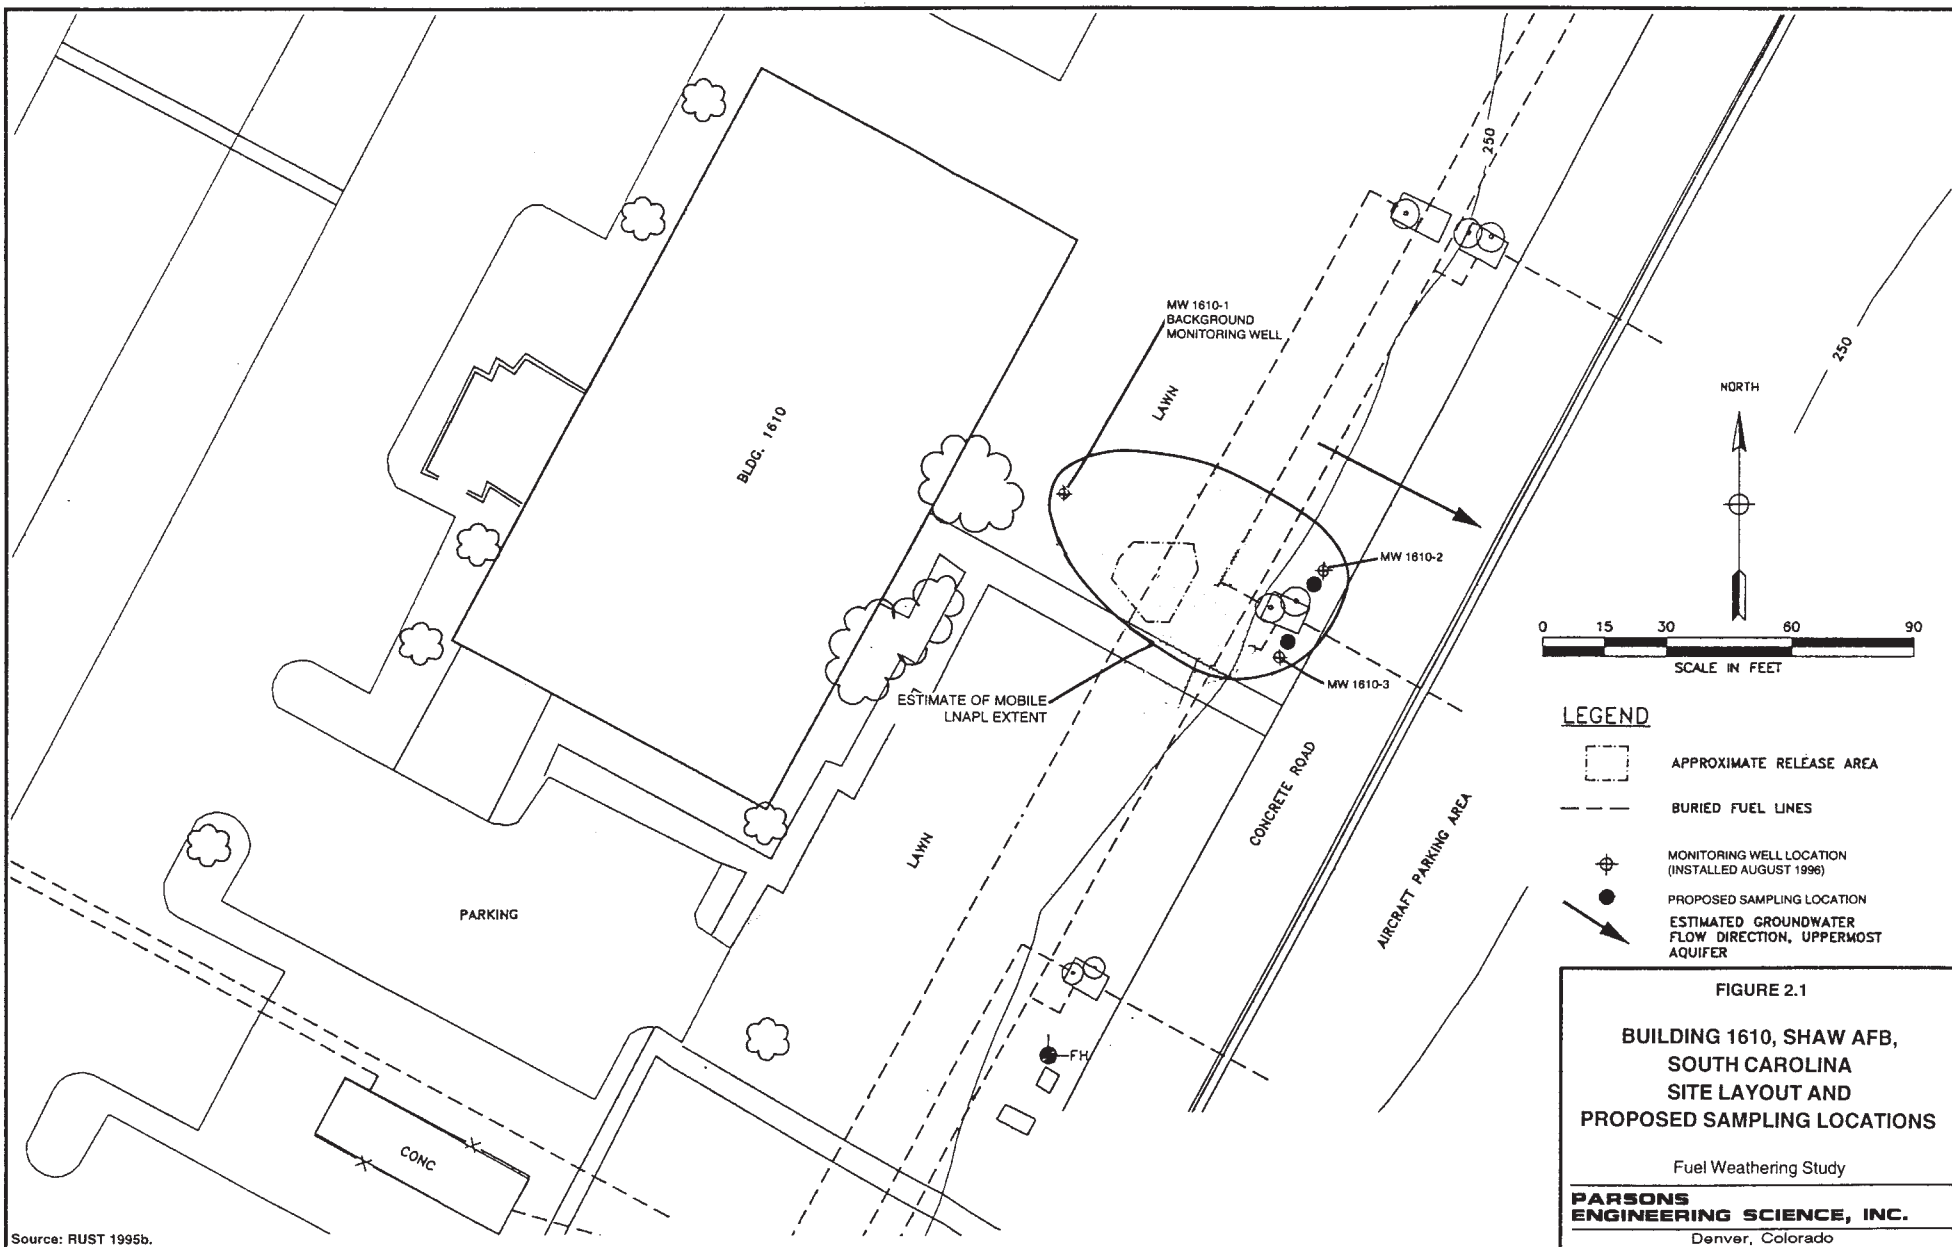 250
MW 1610-1
BACKGROUND
MONITORING WELL
LAWN
250
NORTH
BLDG. 1610
MW 1610-2
0 15 30 60 90
SCALE IN FEET
MW 1610-3
ESTIMATE OF MOBILE
LNAPL EXTENT
LEGEND
APPROXIMATE RELEASE AREA
BURIED FUEL LINES
MONITORING WELL LOCATION
(INSTALLED AUGUST 1996)
PROPOSED SAMPLING LOCATION
ESTIMATED GROUNDWATER
FLOW DIRECTION, UPPERMOST
AQUIFER
CONCRETE ROAD
LAWN
AIRCRAFT PARKING AREA
PARKING
FH
CONC
FIGURE 2.1
BUILDING 1610, SHAW AFB,
SOUTH CAROLINA
SITE LAYOUT AND
PROPOSED SAMPLING LOCATIONS
Fuel Weathering Study
PARSONS
ENGINEERING SCIENCE, INC.
Denver, Colorado
Source: RUST 1995b.